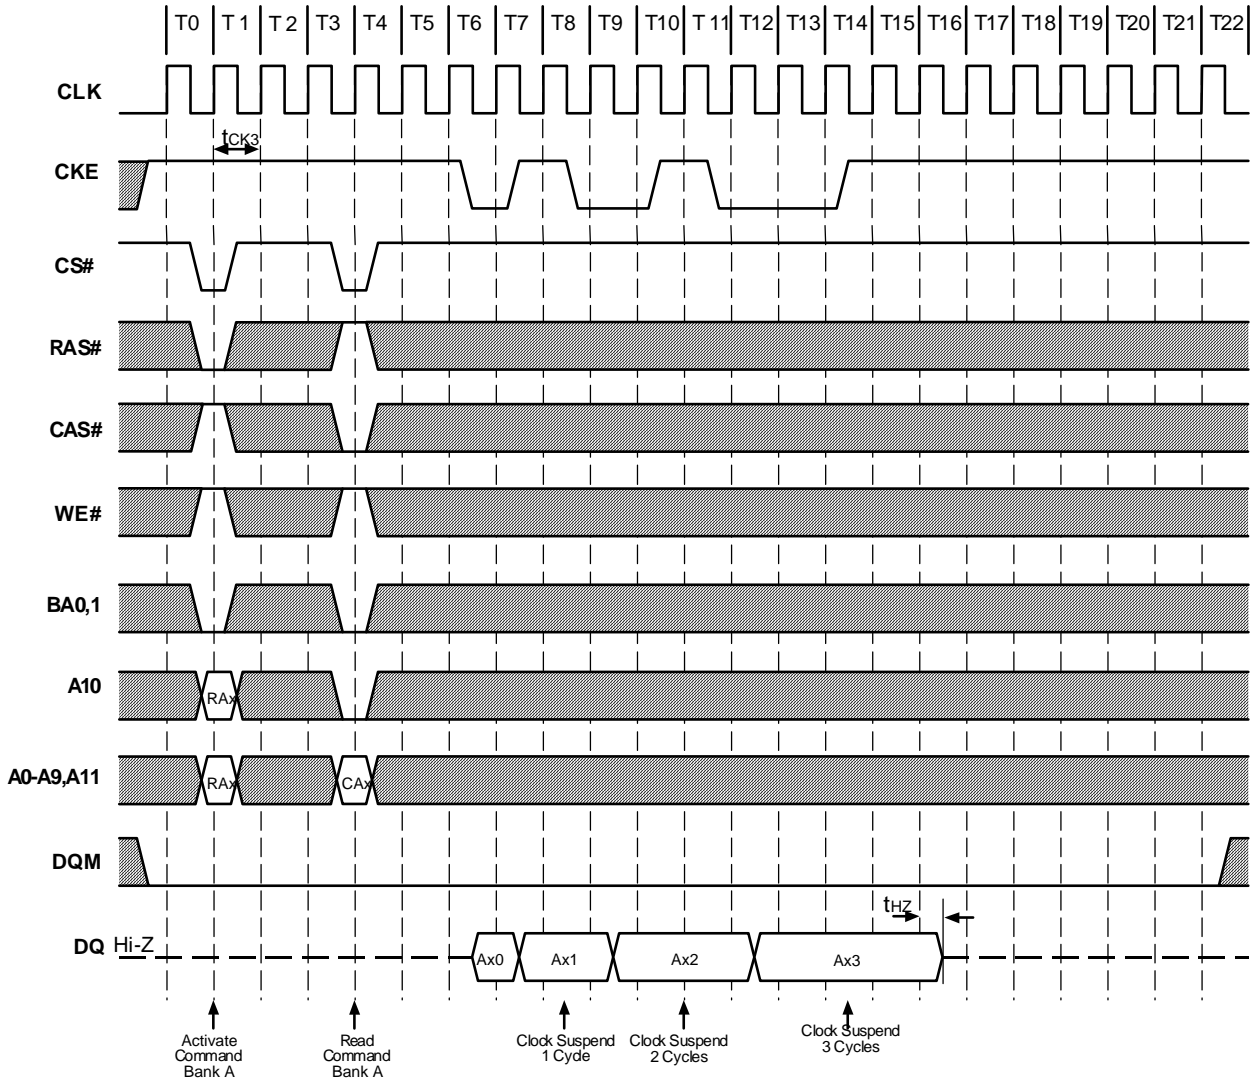 T0 T 1 T 2 T3 T4 T5 T6 T7 T8 T9 T10 T 11 T12 T13 T14 T15 T16 T17 T18 T19 T20 T21 T22
CLK
tCK3
CKE
CS#
RAS#
CAS#
WE#
BA0,1
A10
RAx
A0-A9,A11
RAx
CAx
DQM
tHZ
DQ Hi-Z
Ax0
Ax1
Ax2
Ax3
Activate
Command
Bank A
Read
Command
Bank A
Clock Suspend
1 Cycle
Clock Suspend
2 Cycles
Clock Suspend
3 Cycles